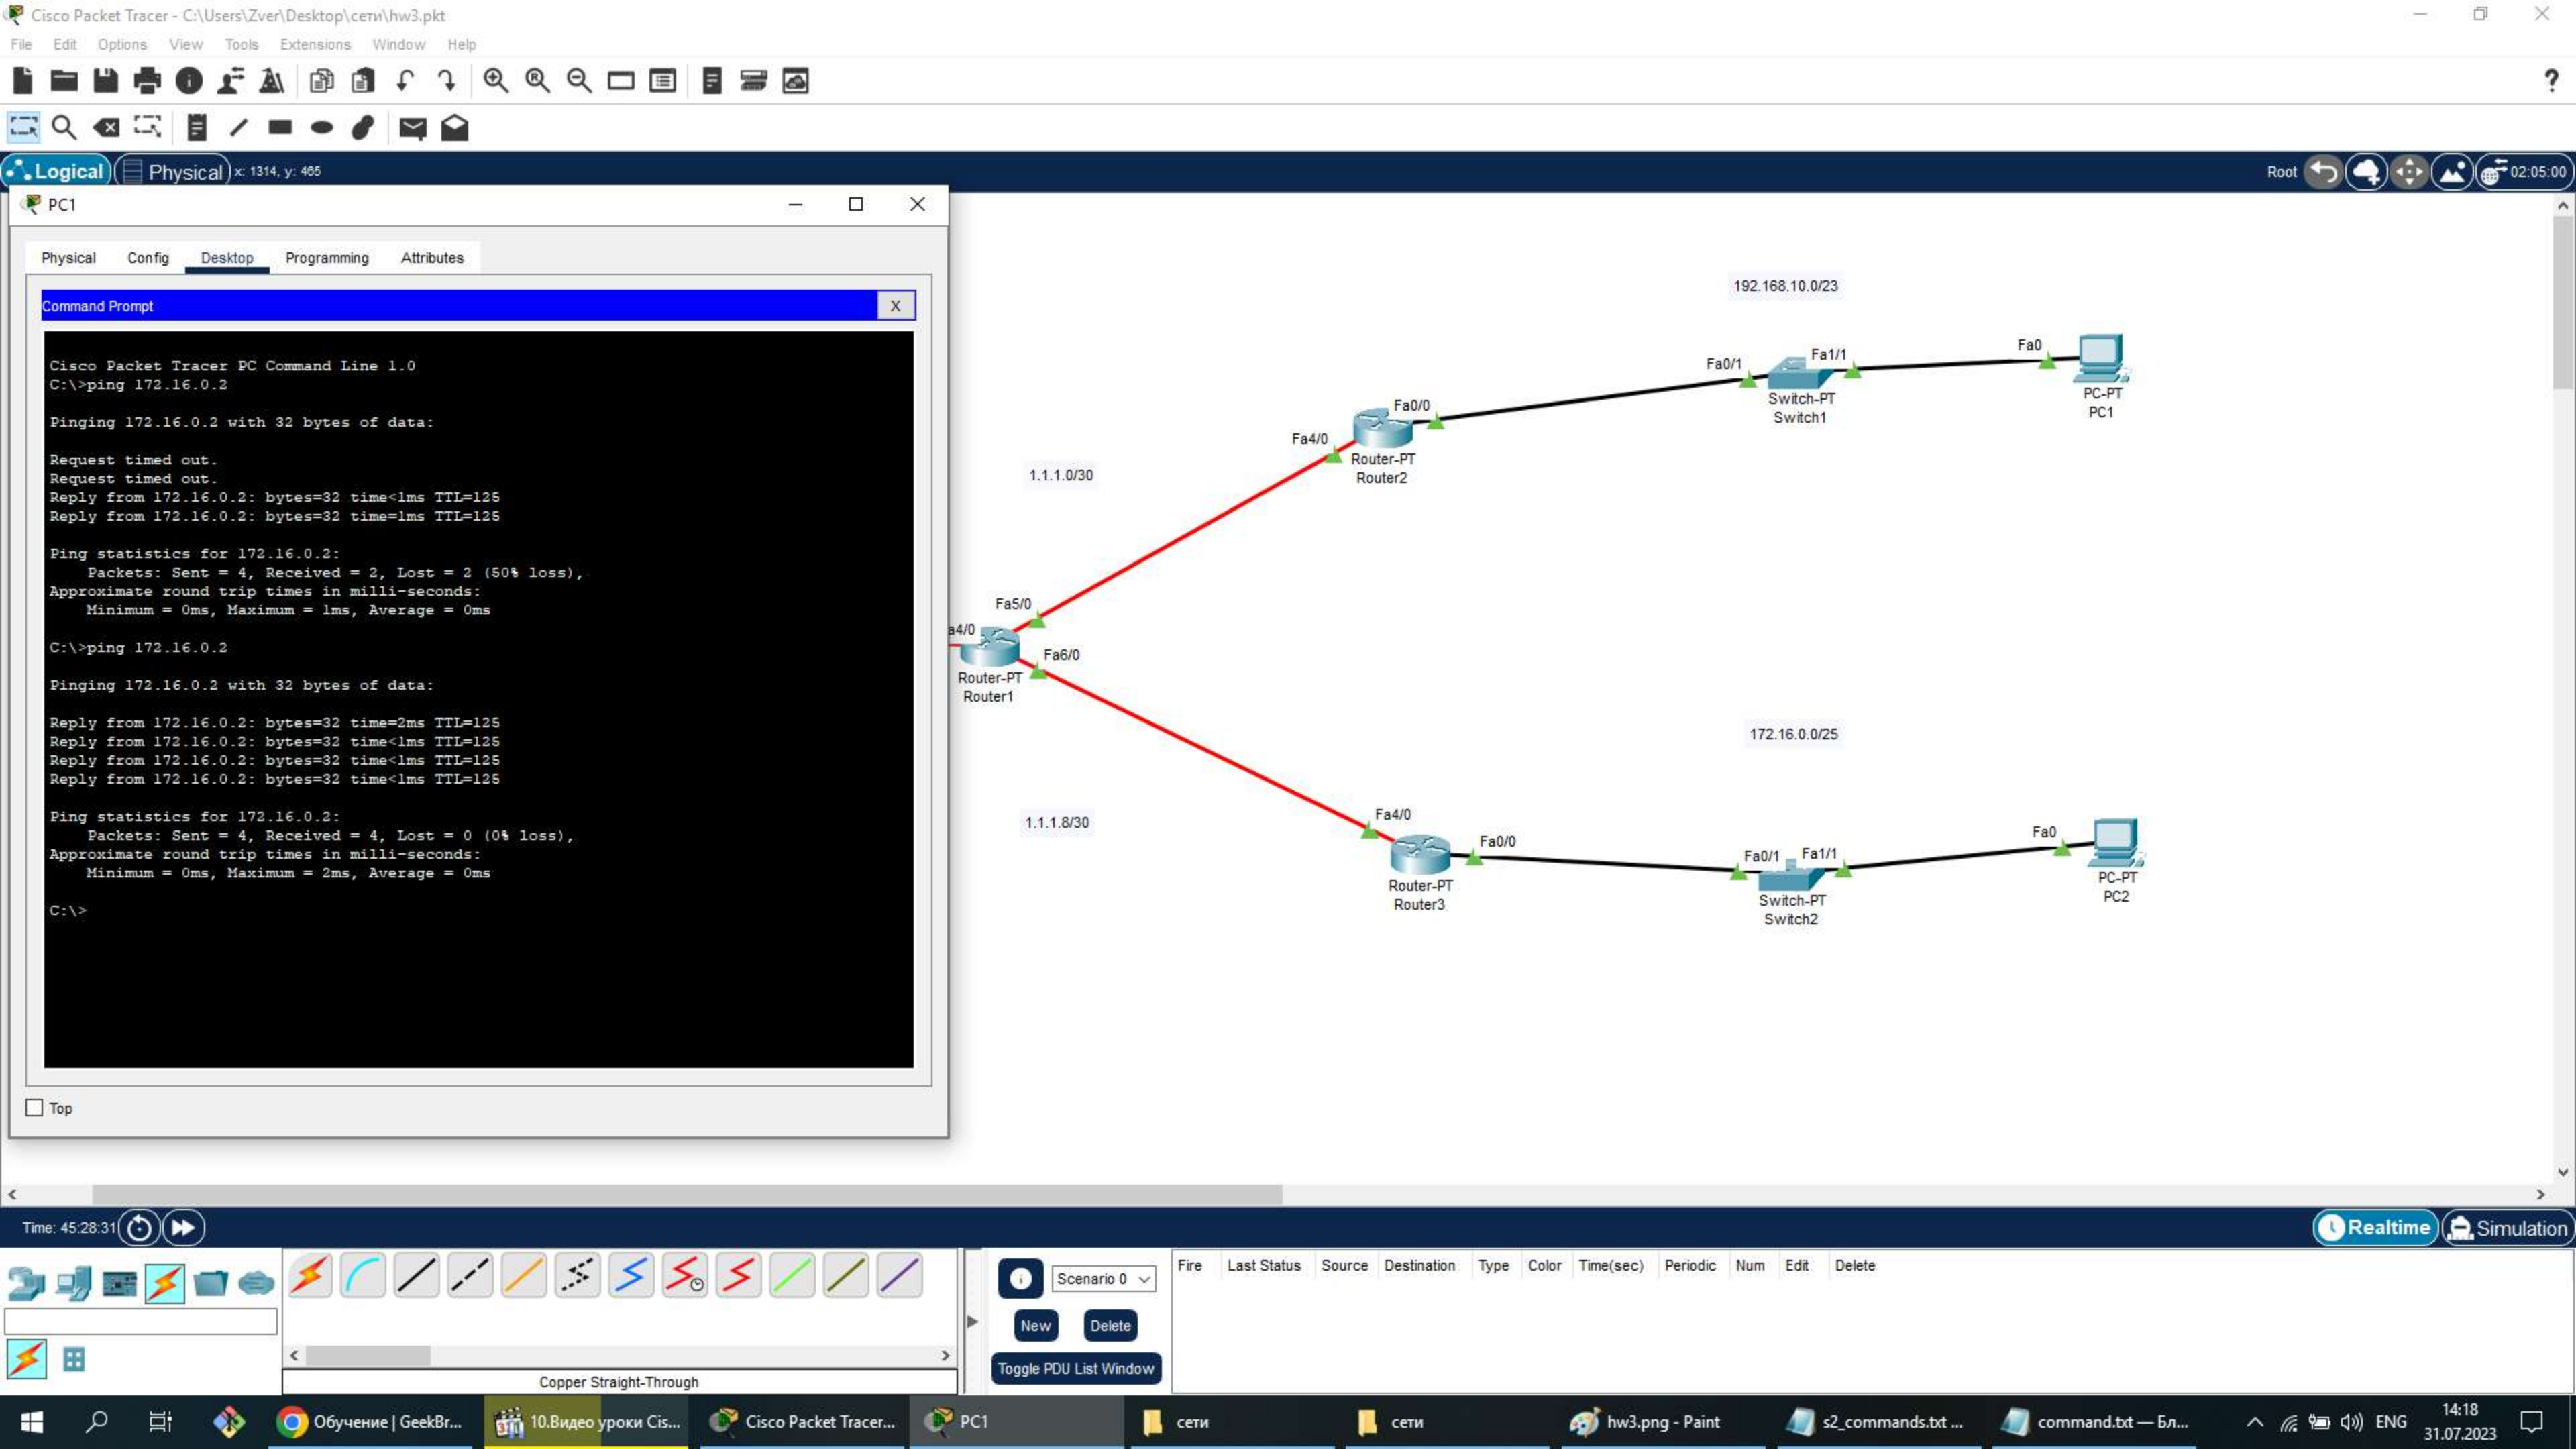 Cisco Packet Tracer - C:\Users\Zver\Desktop\сети\hw3.pkt
File Edit Options View Tools Extensions Window Help
Logical Physical x: 1314, y: 465
Root 02:05:00
PC1
Physical Config Desktop Programming Attributes
Command Prompt X
Cisco Packet Tracer PC Command Line 1.0
C:\>ping 172.16.0.2
Pinging 172.16.0.2 with 32 bytes of data:
Request timed out.
Request timed out.
Reply from 172.16.0.2: bytes=32 time<1ms TTL=125
Reply from 172.16.0.2: bytes=32 time=1ms TTL=125
Ping statistics for 172.16.0.2:
Packets: Sent = 4, Received = 2, Lost = 2 (50% loss),
Approximate round trip times in milli-seconds:
Minimum = 0ms, Maximum = 1ms, Average = 0ms
C:\>ping 172.16.0.2
Pinging 172.16.0.2 with 32 bytes of data:
Reply from 172.16.0.2: bytes=32 time=2ms TTL=125
Reply from 172.16.0.2: bytes=32 time<1ms TTL=125
Reply from 172.16.0.2: bytes=32 time<1ms TTL=125
Reply from 172.16.0.2: bytes=32 time<1ms TTL=125
Ping statistics for 172.16.0.2:
Packets: Sent = 4, Received = 4, Lost = 0 (0% loss),
Approximate round trip times in milli-seconds:
Minimum = 0ms, Maximum = 2ms, Average = 0ms
C:\>
Top
192.168.10.0/23
Fa0/1 Fa1/1 Fa0
Switch-PT
Switch1
PC-PT
PC1
Fa0/0
Fa4/0
Router-PT
Router2
1.1.1.0/30
Fa5/0
a4/0
Fa6/0
Router-PT
Router1
172.16.0.0/25
1.1.1.8/30
Fa4/0
Fa0/0
Router-PT
Router3
Fa0/1 Fa1/1 Fa0
Switch-PT
Switch2
PC-PT
PC2
Time: 45:28:31
Realtime Simulation
Scenario 0
New Delete
Toggle PDU List Window
Fire Last Status Source Destination Type Color Time(sec) Periodic Num Edit Delete
Copper Straight-Through
Обучение | GeekBr...
10.Видео уроки Cis...
Cisco Packet Tracer...
PC1
сети
сети
hw3.png - Paint
s2_commands.txt ...
command.txt — Бл...
ENG
14:18
31.07.2023